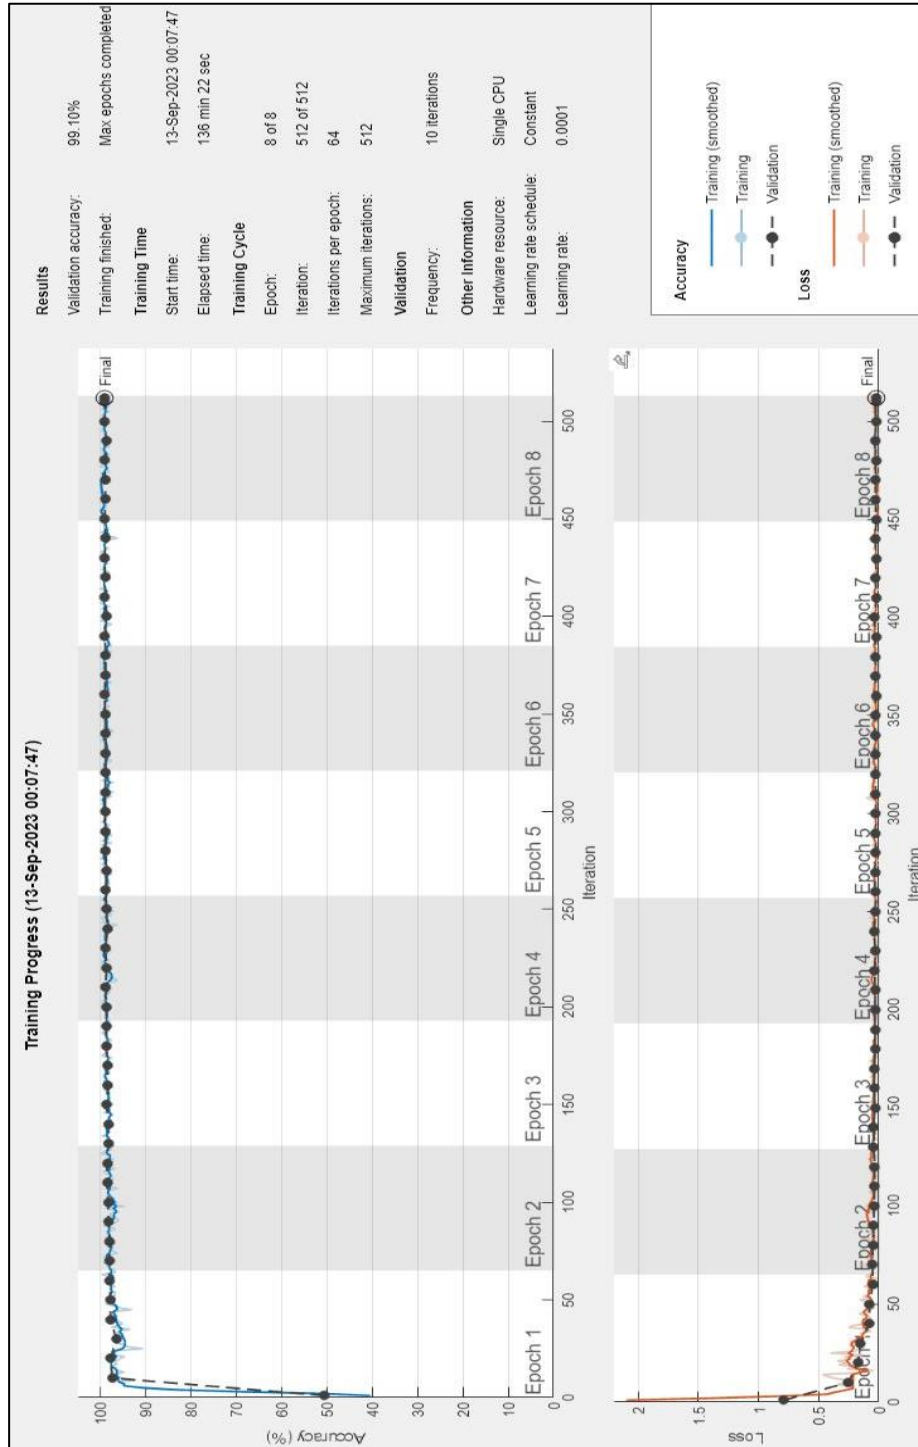 Training Progress (13-Sep-2023 00:07:47)
Accuracy (%)
100
90
80
70
60
50
40
30
20
10
0
Epoch 1
Epoch 2
Epoch 3
Epoch 4
Epoch 5
Epoch 6
Epoch 7
Epoch 8
Final
0
50
100
150
200
250
300
350
400
450
500
Iteration
Loss
2
1.5
1
0.5
0
Epoch 1
Epoch 2
Epoch 3
Epoch 4
Epoch 5
Epoch 6
Epoch 7
Epoch 8
Final
0
50
100
150
200
250
300
350
400
450
500
Iteration
Results
Validation accuracy: 99.10%
Training finished: Max epochs completed
Training Time
Start time: 13-Sep-2023 00:07:47
Elapsed time: 136 min 22 sec
Training Cycle
Epoch: 8 of 8
Iteration: 512 of 512
Iterations per epoch: 64
Maximum iterations: 512
Validation
Frequency: 10 iterations
Other Information
Hardware resource: Single CPU
Learning rate schedule: Constant
Learning rate: 0.0001
Accuracy
Training (smoothed)
Training
Validation
Loss
Training (smoothed)
Training
Validation